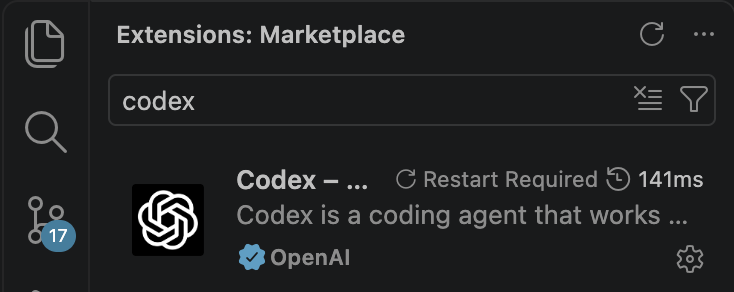 Extensions: Marketplace
codex
Codex – ... Restart Required 141ms
Codex is a coding agent that works ...
17
OpenAI